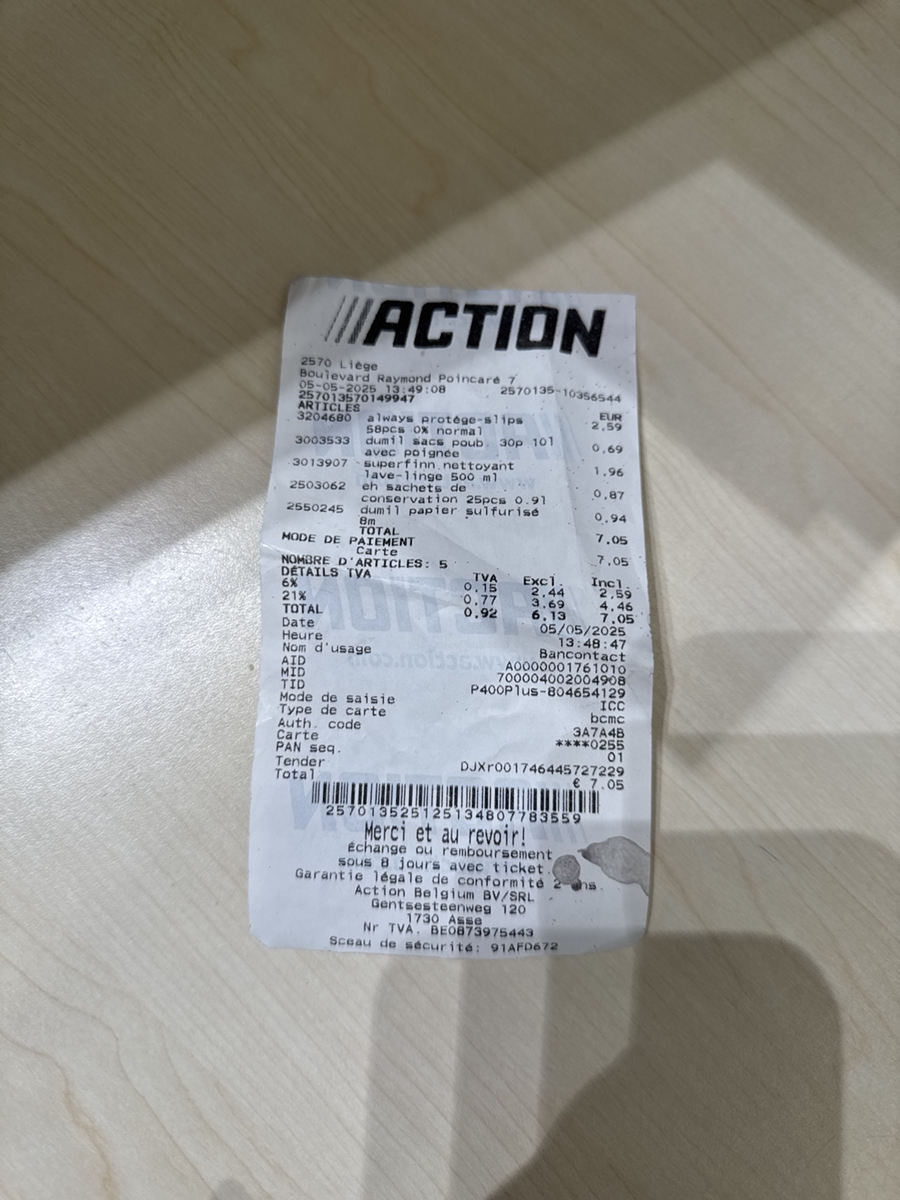 ACTION
2570 Liège
Boulevard Raymond Poincaré 7
05-05-2025 13:49:08 2570135-10356544
257013570149947
ARTICLES EUR
3204680 always protège-slips 2,59
58pcs 0% normal
3003533 dumil sacs poub. 30p 10l 0,69
avec poignée
3013907 superfinn nettoyant 1,96
lave-linge 500 ml
2503062 eh sachets de 0,87
conservation 25pcs 0.9l
2550245 dumil papier sulfurisé 0,94
8m
TOTAL 7,05
MODE DE PAIEMENT
Carte 7,05
NOMBRE D'ARTICLES: 5
DÉTAILS TVA TVA Excl. Incl.
6% 0,15 2,44 2,59
21% 0,77 3,69 4,46
TOTAL 0,92 6,13 7,05
Date 05/05/2025
Heure 13:48:47
Nom d'usage Bancontact
AID A0000001761010
MID 700004002004908
TID P400Plus-804654129
Mode de saisie ICC
Type de carte bcmc
Auth. code 3A7A4B
Carte ****0255
PAN seq. 01
Tender DJXr001746445727229
Total € 7.05
2570135251251348077783559
Merci et au revoir!
Échange ou remboursement
sous 8 jours avec ticket.
Garantie légale de conformité 2 ans.
Action Belgium BV/SRL
Gentsesteenweg 120
1730 Asse
Nr TVA. BE0873975443
Sceau de sécurité: 91AFD672